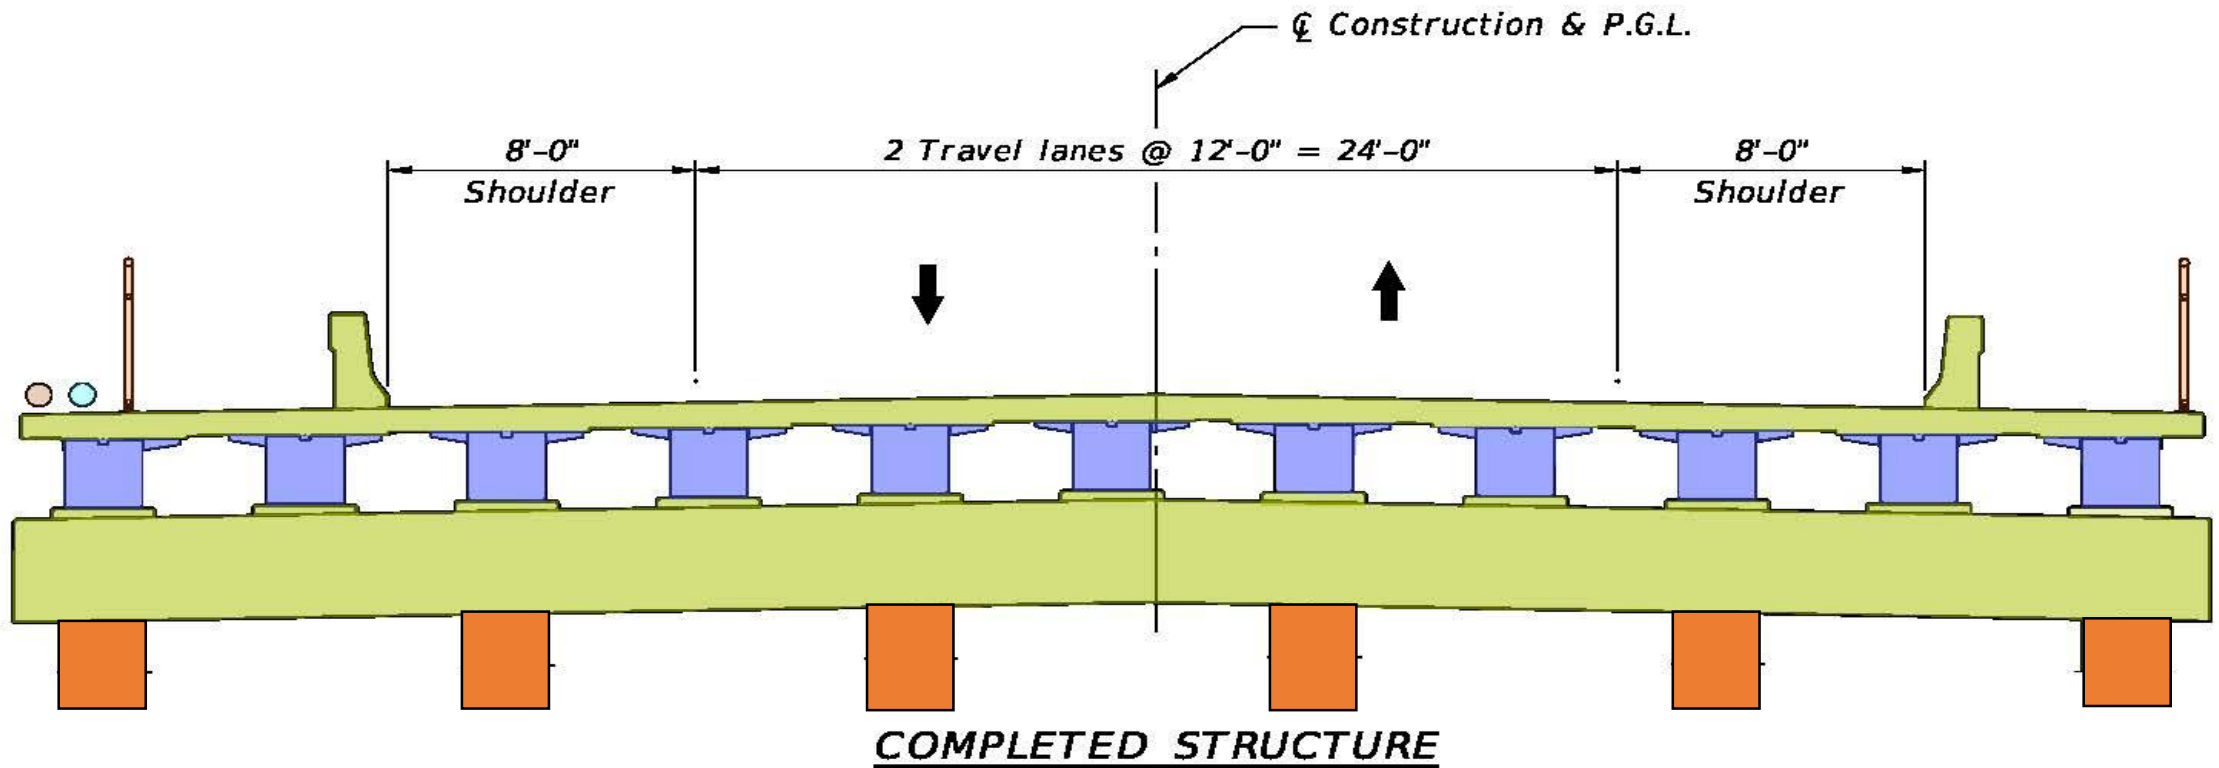 ℄ Construction & P.G.L.
8'-0" 2 Travel lanes @ 12'-0" = 24'-0" 8'-0"
Shoulder Shoulder
COMPLETED STRUCTURE